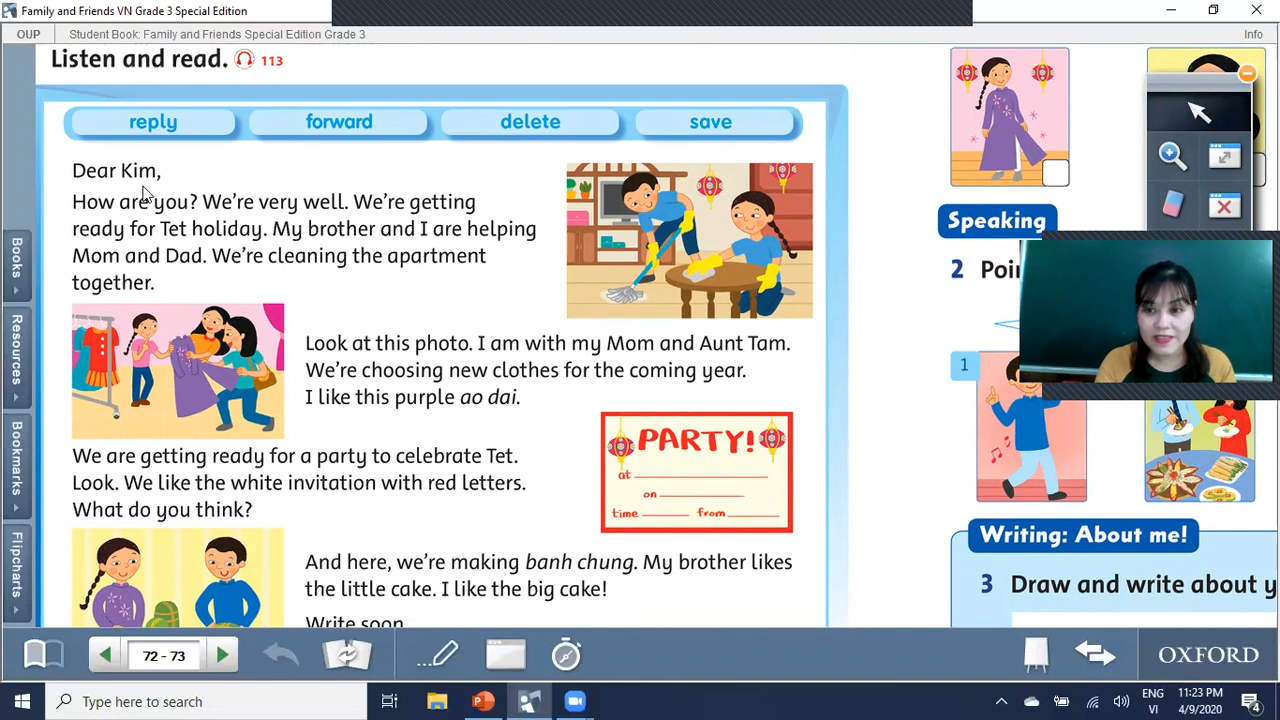 Family and Friends VN Grade 3 Special Edition
OUP
Student Book: Family and Friends Special Edition Grade 3
Info
Listen and read. 113
reply
forward
delete
save
Dear Kim,
How are you? We're very well. We're getting
ready for Tet holiday. My brother and I are helping
Mom and Dad. We're cleaning the apartment
together.
Look at this photo. I am with my Mom and Aunt Tam.
We're choosing new clothes for the coming year.
I like this purple ao dai.
We are getting ready for a party to celebrate Tet.
Look. We like the white invitation with red letters.
What do you think?
PARTY!
at
on
time from
And here, we're making banh chung. My brother likes
the little cake. I like the big cake!
Write soon
Books
Resources
Bookmarks
Flipcharts
Speaking
2
1
Writing: About me!
3 Draw and write about y
72 - 73
OXFORD
Type here to search
ENG
VI
11:23 PM
4/9/2020
4